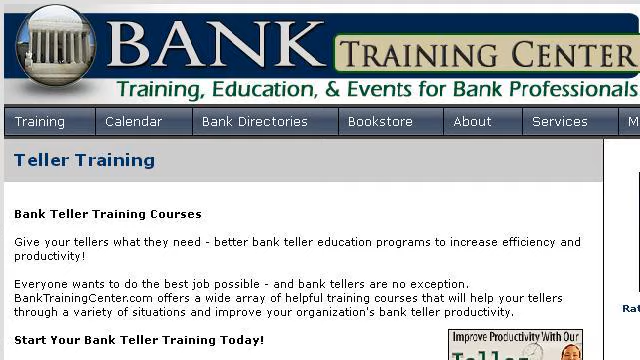 BANK TRAINING CENTER
Training, Education, & Events for Bank Professionals
Training Calendar Bank Directories Bookstore About Services M
Teller Training
Bank Teller Training Courses
Give your tellers what they need - better bank teller education programs to increase efficiency and
productivity!
Everyone wants to do the best job possible - and bank tellers are no exception.
BankTrainingCenter.com offers a wide array of helpful training courses that will help your tellers
through a variety of situations and improve your organization's bank teller productivity.
Rat
Start Your Bank Teller Training Today!
Improve Productivity With Our
Teller